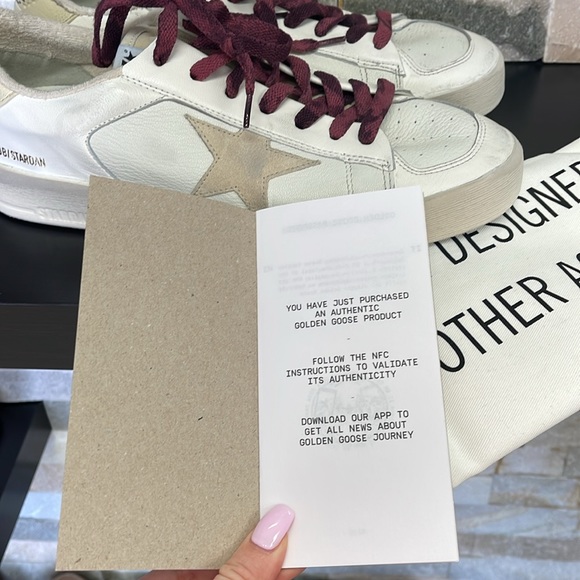 DB/STARDAN
DESIGNE
OTHER A
YOU HAVE JUST PURCHASED
AN AUTHENTIC
GOLDEN GOOSE PRODUCT
-
FOLLOW THE NFC
INSTRUCTIONS TO VALIDATE
ITS AUTHENTICITY
-
DOWNLOAD OUR APP TO
GET ALL NEWS ABOUT
GOLDEN GOOSE JOURNEY